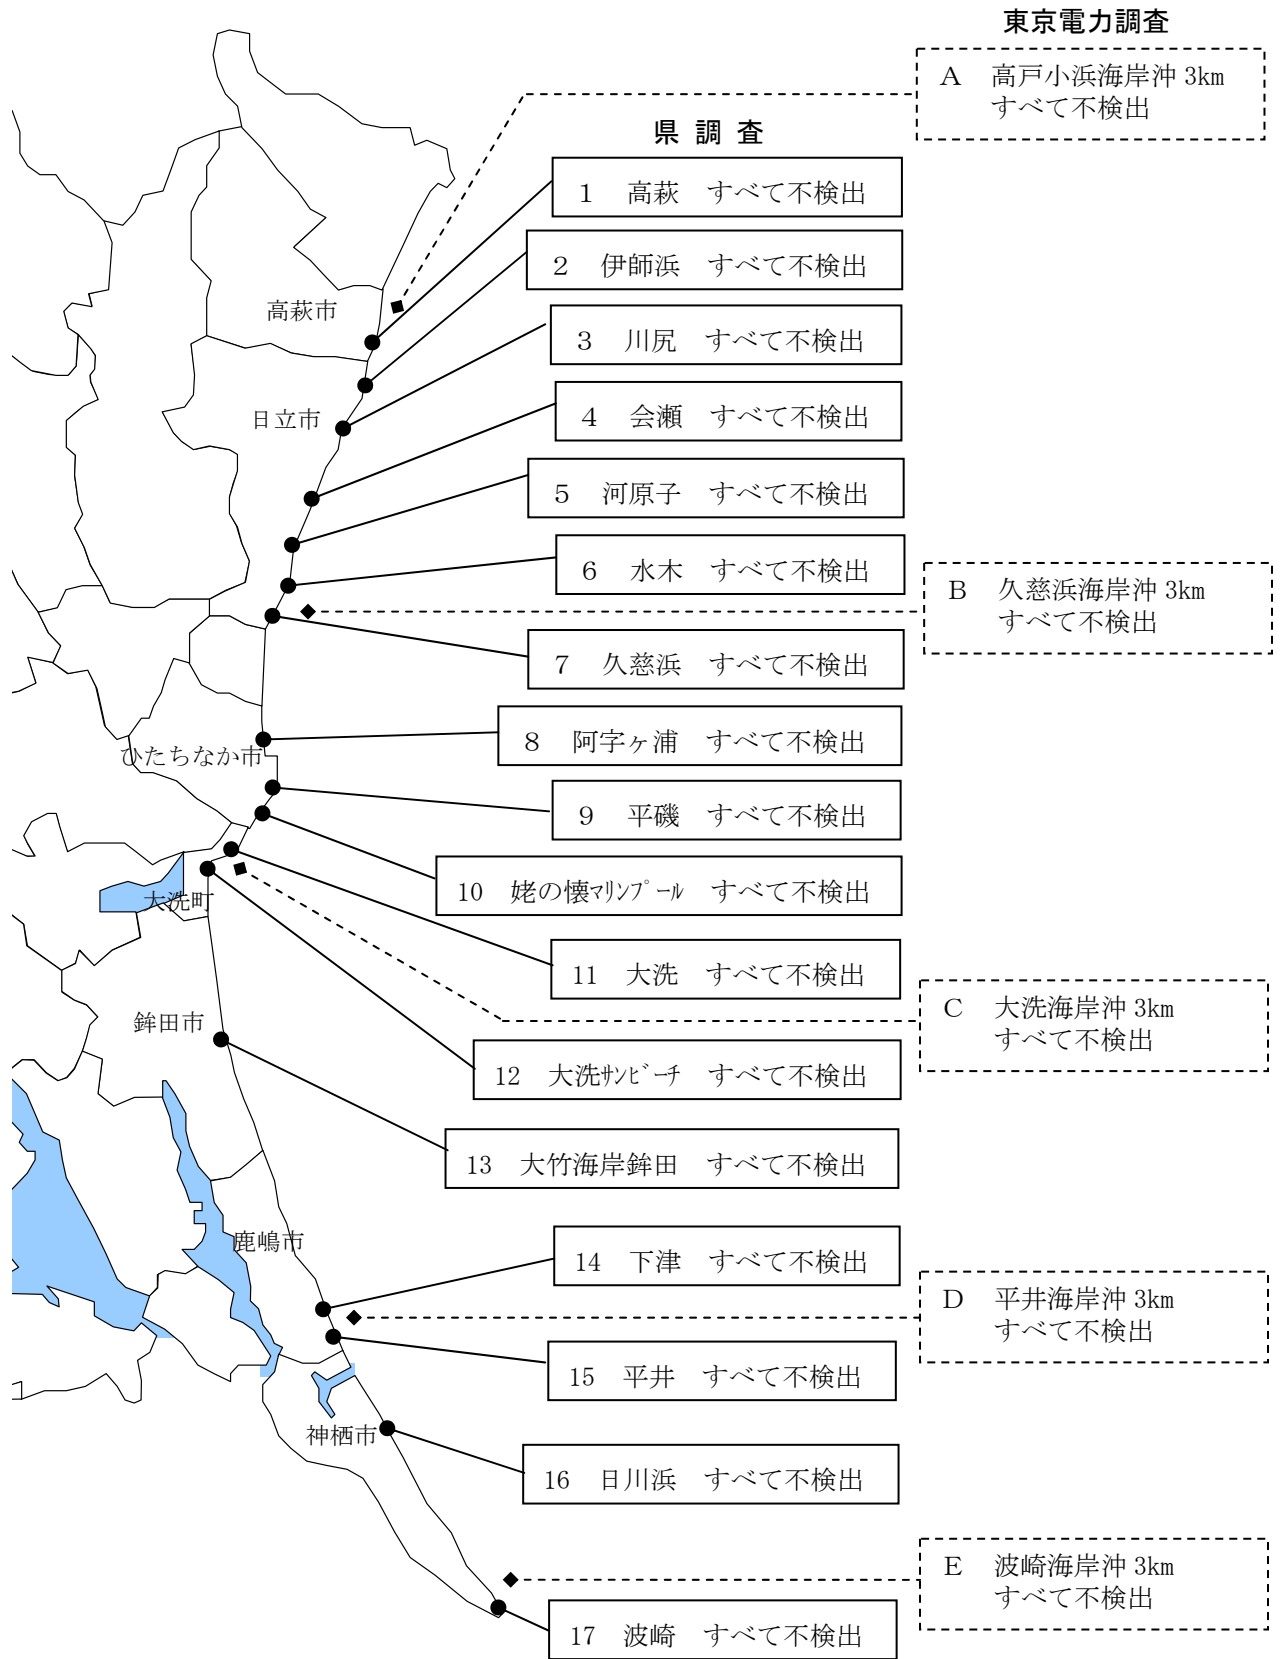 東京電力調査
A 高戸小浜海岸沖 3km
すべて不検出
県 調 査
1 高萩 すべて不検出
2 伊師浜 すべて不検出
高萩市
3 川尻 すべて不検出
日立市
4 会瀬 すべて不検出
5 河原子 すべて不検出
6 水木 すべて不検出
B 久慈浜海岸沖 3km
すべて不検出
7 久慈浜 すべて不検出
8 阿字ヶ浦 すべて不検出
ひたちなか市
9 平磯 すべて不検出
10 姥の懐ﾏﾘﾝﾌﾟｰﾙ すべて不検出
大洗町
11 大洗 すべて不検出
C 大洗海岸沖 3km
すべて不検出
鉾田市
12 大洗ｻﾝﾋﾞｰﾁ すべて不検出
13 大竹海岸鉾田 すべて不検出
鹿嶋市
14 下津 すべて不検出
D 平井海岸沖 3km
すべて不検出
15 平井 すべて不検出
神栖市
16 日川浜 すべて不検出
E 波崎海岸沖 3km
すべて不検出
17 波崎 すべて不検出